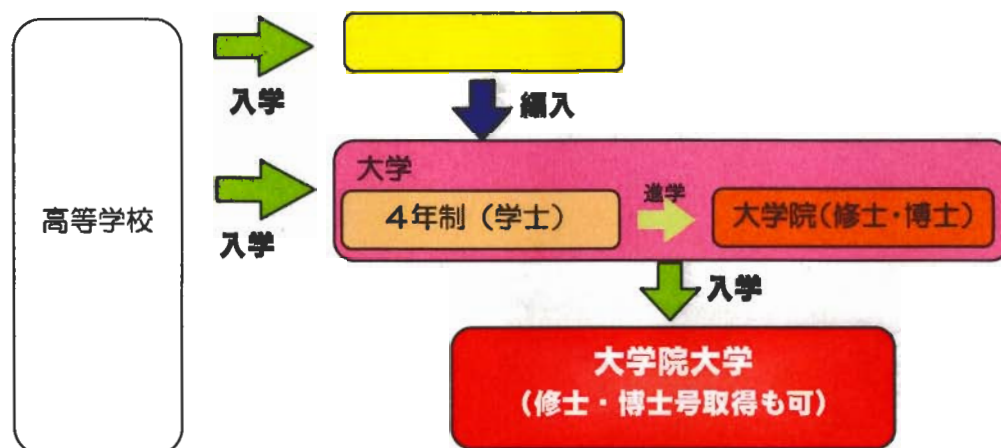 入学
編入
高等学校
入学
大学
4年制（学士）
進学
大学院（修士・博士）
入学
大学院大学
（修士・博士号取得も可）